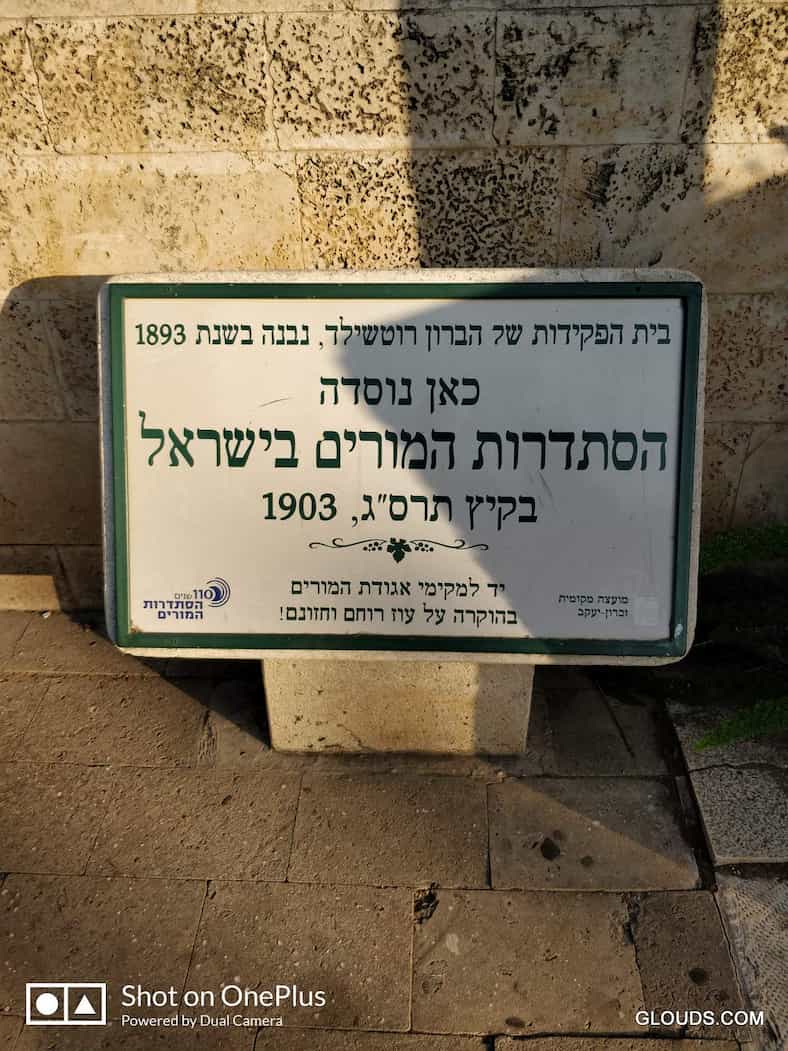 בית הפקידות של הברון רוטשילד, נבנה בשנת 1893
כאן נוסדה
הסתדרות המורים בישראל
בקיץ תרס"ג, 1903
יד למקימי אגודת המורים
בהוקרה על עוז רוחם וחזונם!
מועצה מקומית
זכרון-יעקב
110 שנים
הסתדרות
המורים
Shot on OnePlus
Powered by Dual Camera
GLOUDS.COM